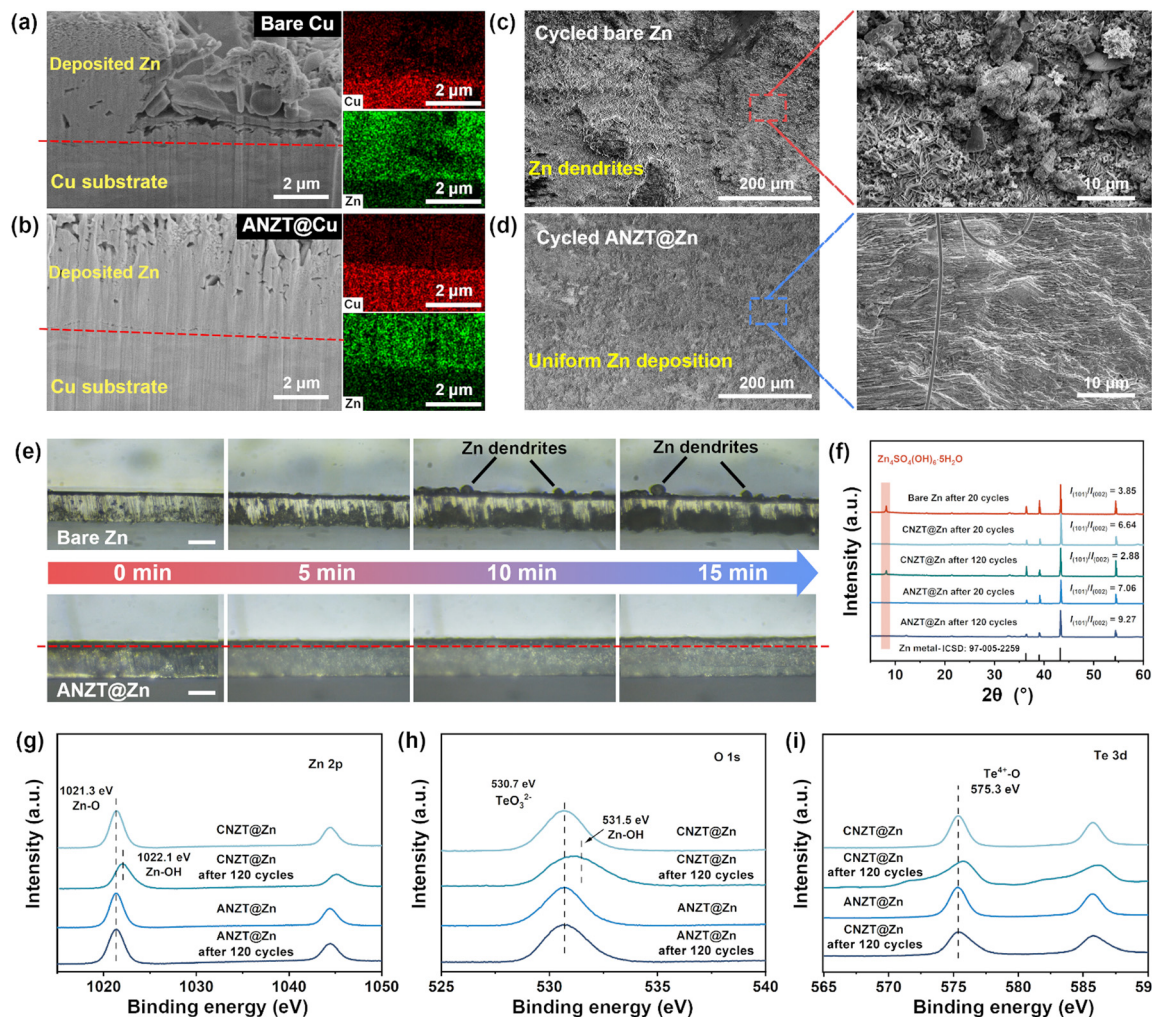 (a)
Bare Cu
Deposited Zn
Cu substrate
2 μm
Cu
2 μm
Zn
2 μm
(b)
ANZT@Cu
Deposited Zn
Cu substrate
2 μm
Cu
2 μm
Zn
2 μm
(c)
Cycled bare Zn
Zn dendrites
200 μm
10 μm
(d)
Cycled ANZT@Zn
Uniform Zn deposition
200 μm
10 μm
(e)
Zn dendrites
Zn dendrites
Bare Zn
0 min
5 min
10 min
15 min
ANZT@Zn
(f)
Zn₄SO₄(OH)₆·5H₂O
Bare Zn after 20 cycles
I₍₁₀₁₎/I₍₀₀₂₎ = 3.85
CNZT@Zn after 20 cycles
I₍₁₀₁₎/I₍₀₀₂₎ = 6.64
CNZT@Zn after 120 cycles
I₍₁₀₁₎/I₍₀₀₂₎ = 2.88
ANZT@Zn after 20 cycles
I₍₁₀₁₎/I₍₀₀₂₎ = 7.06
ANZT@Zn after 120 cycles
I₍₁₀₁₎/I₍₀₀₂₎ = 9.27
Zn metal- ICSD: 97-005-2259
Intensity (a.u.)
10 20 30 40 50 60
2θ (°)
(g)
Zn 2p
1021.3 eV
Zn-O
CNZT@Zn
1022.1 eV
Zn-OH
CNZT@Zn
after 120 cycles
ANZT@Zn
ANZT@Zn
after 120 cycles
Intensity (a.u.)
1020 1030 1040 1050
Binding energy (eV)
(h)
O 1s
530.7 eV
TeO₃²⁻
531.5 eV
Zn-OH
CNZT@Zn
CNZT@Zn
after 120 cycles
ANZT@Zn
ANZT@Zn
after 120 cycles
Intensity (a.u.)
525 530 535 540
Binding energy (eV)
(i)
Te 3d
Te⁴⁺-O
575.3 eV
CNZT@Zn
CNZT@Zn
after 120 cycles
ANZT@Zn
CNZT@Zn
after 120 cycles
Intensity (a.u.)
565 570 575 580 585 59
Binding energy (eV)